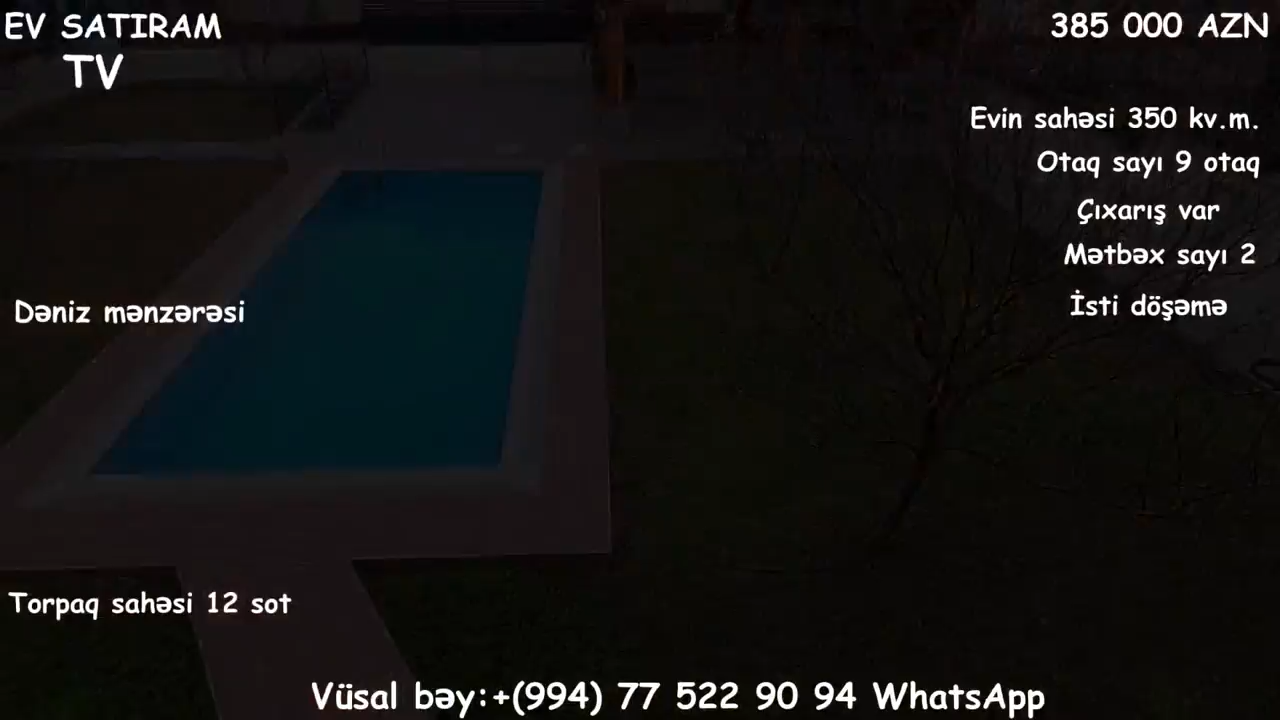 EV SATIRAM
TV
385 000 AZN
Evin sahəsi 350 kv.m.
Otaq sayı 9 otaq
Çıxarış var
Mətbəx sayı 2
İsti döşəmə
Dəniz mənzərəsi
Torpaq sahəsi 12 sot
Vüsal bəy:+(994) 77 522 90 94 WhatsApp